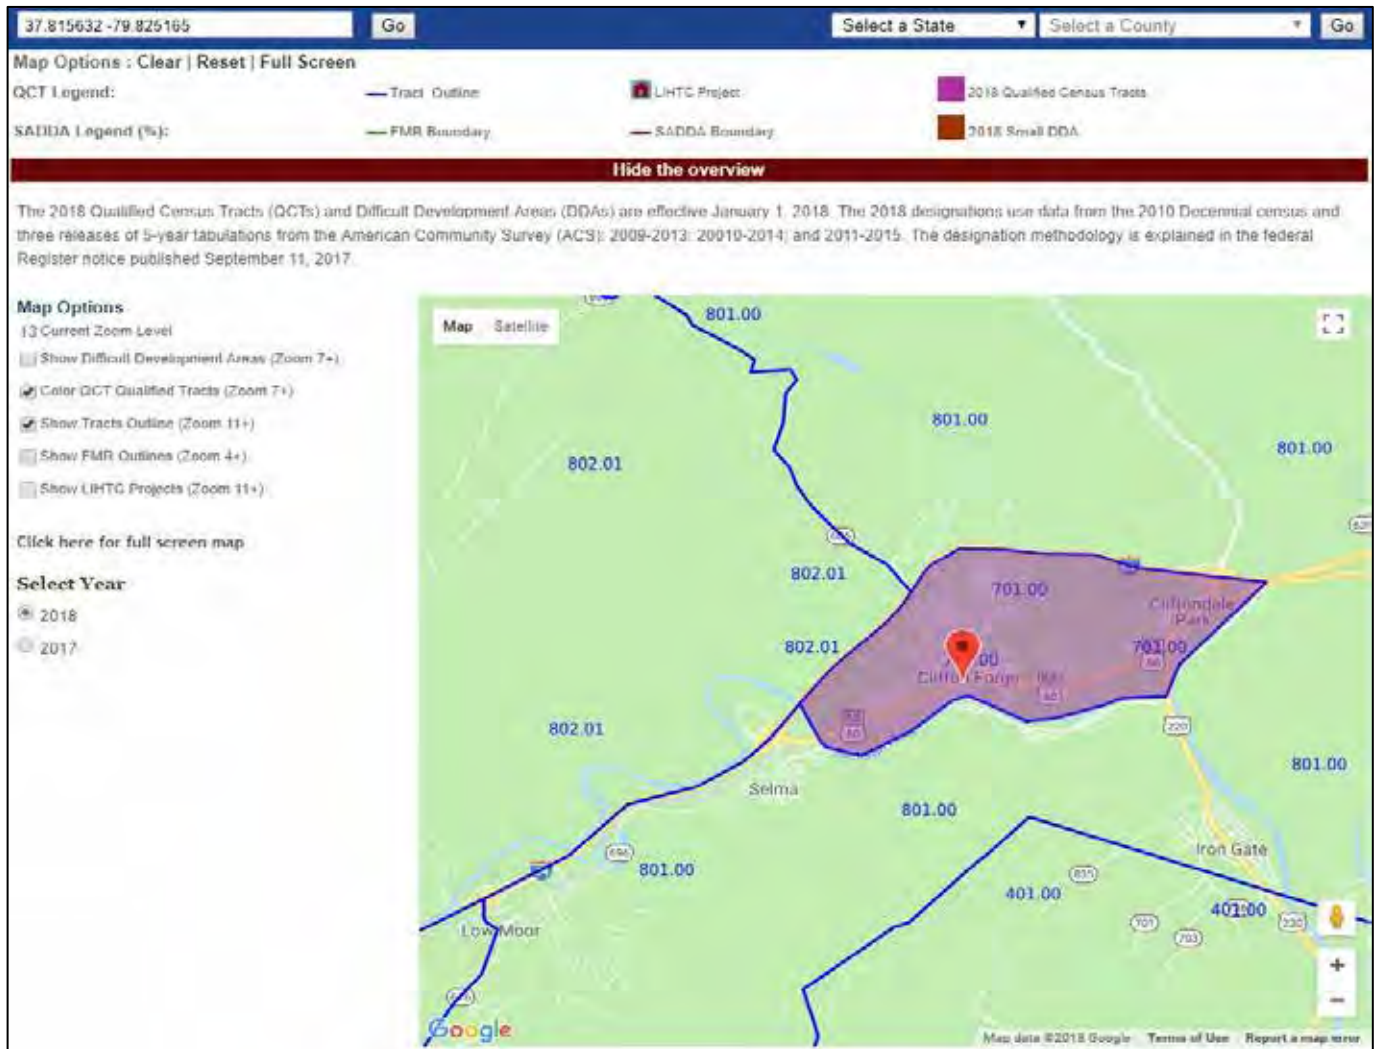 37.815632 -79.825165
Go
Select a State
Select a County
Go
Map Options : Clear | Reset | Full Screen
QCT Legend:
Tract Outline
LIHTC Project
2018 Qualified Census Tracts
SADDA Legend (%):
FMR Boundary
SADDA Boundary
2018 Small DDA
Hide the overview
The 2018 Qualified Census Tracts (QCTs) and Difficult Development Areas (DDAs) are effective January 1, 2018. The 2018 designations use data from the 2010 Decennial census and
three releases of 5-year tabulations from the American Community Survey (ACS): 2009-2013; 20010-2014; and 2011-2015. The designation methodology is explained in the federal
Register notice published September 11, 2017.
Map Options
13 Current Zoom Level
Show Difficult Development Areas (Zoom 7+)
Color QCT Qualified Tracts (Zoom 7+)
Show Tracts Outline (Zoom 11+)
Show FMR Outlines (Zoom 4+)
Show LIHTC Projects (Zoom 11+)
Click here for full screen map
Select Year
2018
2017
Map Satellite
801.00
801.00
801.00
802.01
802.01
701.00
Cliftondale
Park
802.01
701.00
Clifton Forge
60
802.01
220
801.00
Selma
801.00
Iron Gate
696
801.00
835
401.00
401.00
701
703
220
Low Moor
Google
Map data ©2018 Google
Terms of Use
Report a map error